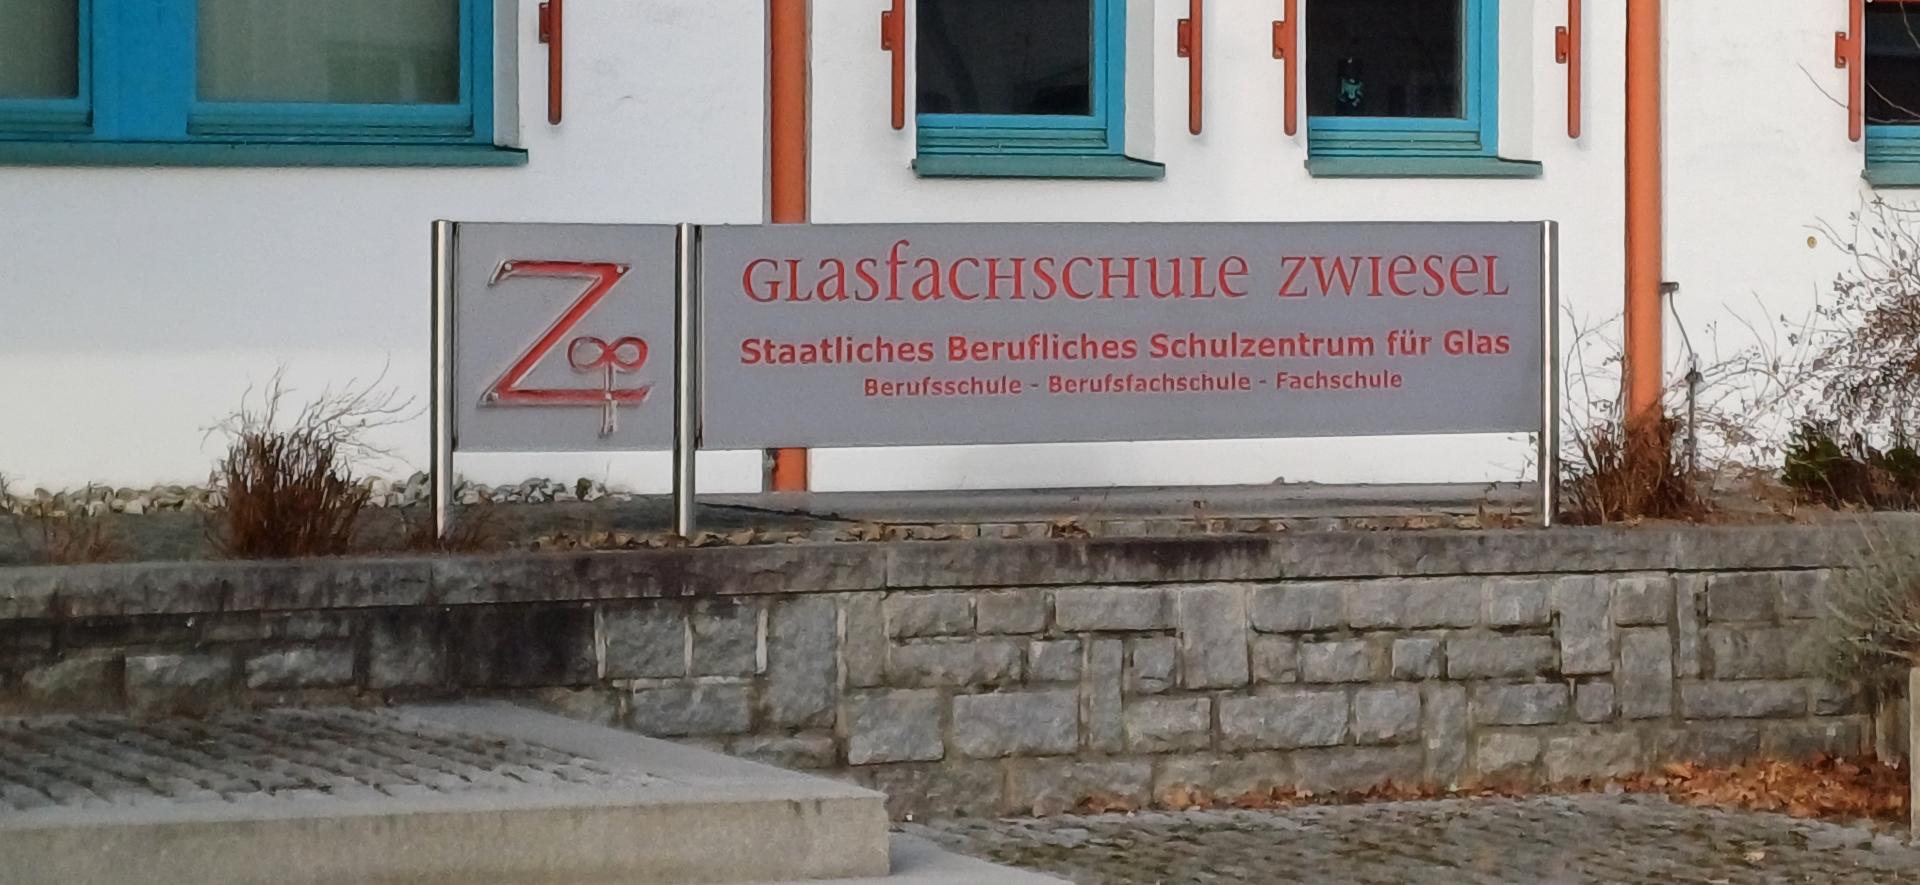 Z
GLasfacHSCHULe ZWIeseL
Staatliches Berufliches Schulzentrum für Glas
Berufsschule - Berufsfachschule - Fachschule